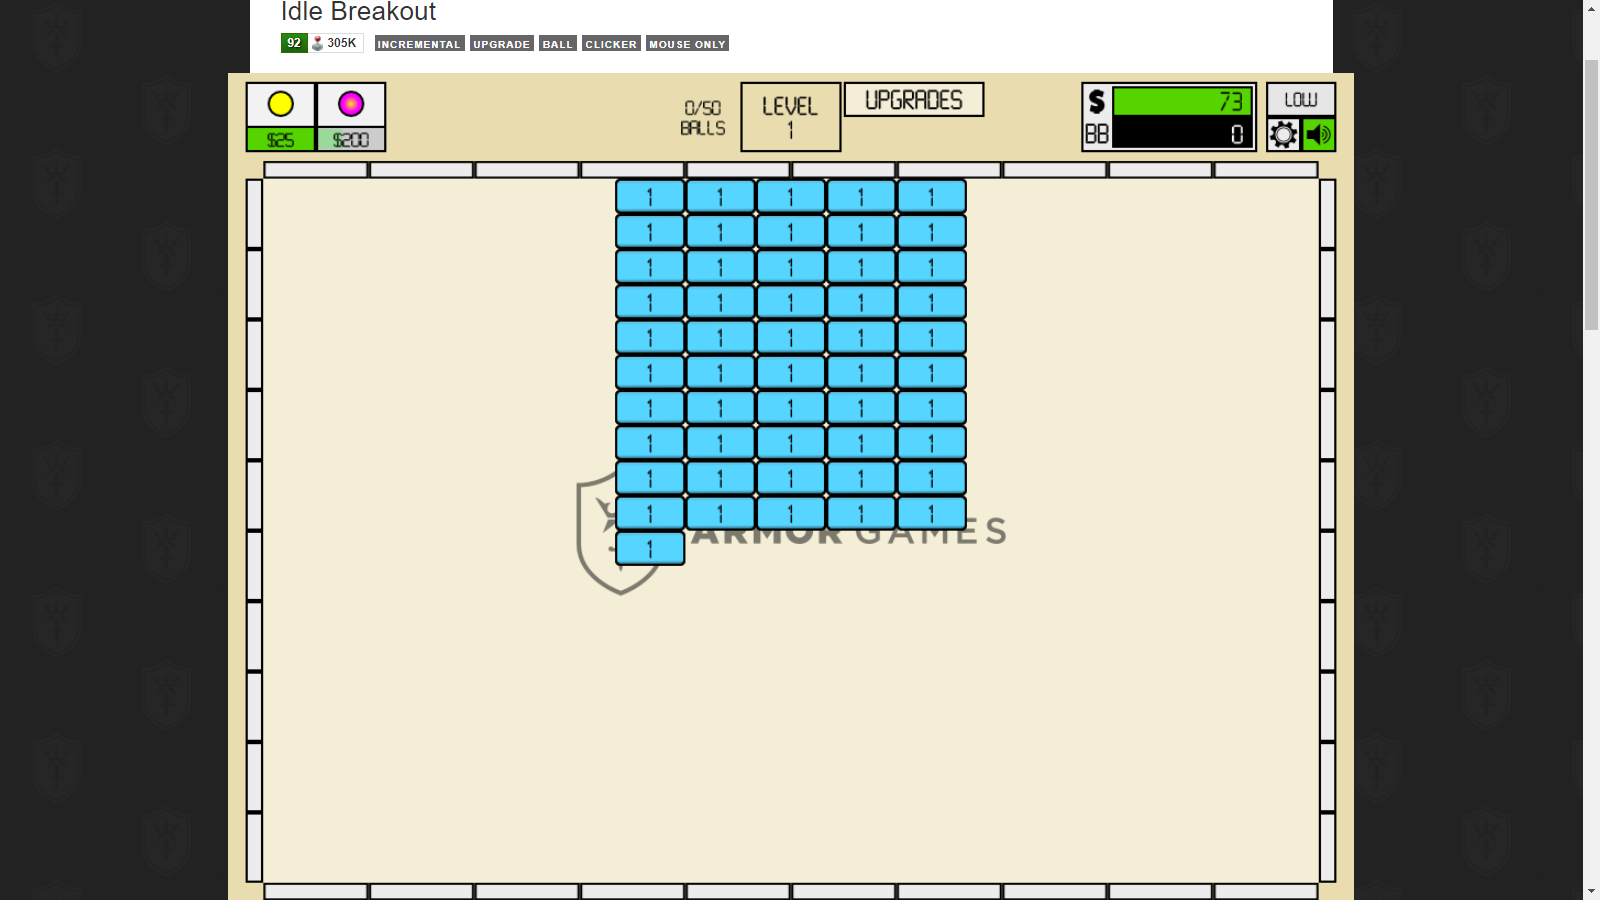 Idle Breakout
92 305K INCREMENTAL UPGRADE BALL CLICKER MOUSE ONLY
$25 $200
0/50
BALLS
LEVEL
1
UPGRADES
$ 73
BB 0
LOW
1 1 1 1 1
1 1 1 1 1
1 1 1 1 1
1 1 1 1 1
1 1 1 1 1
1 1 1 1 1
1 1 1 1 1
1 1 1 1 1
1 1 1 1 1
1 1 1 1 1
ARMOR GAMES
1